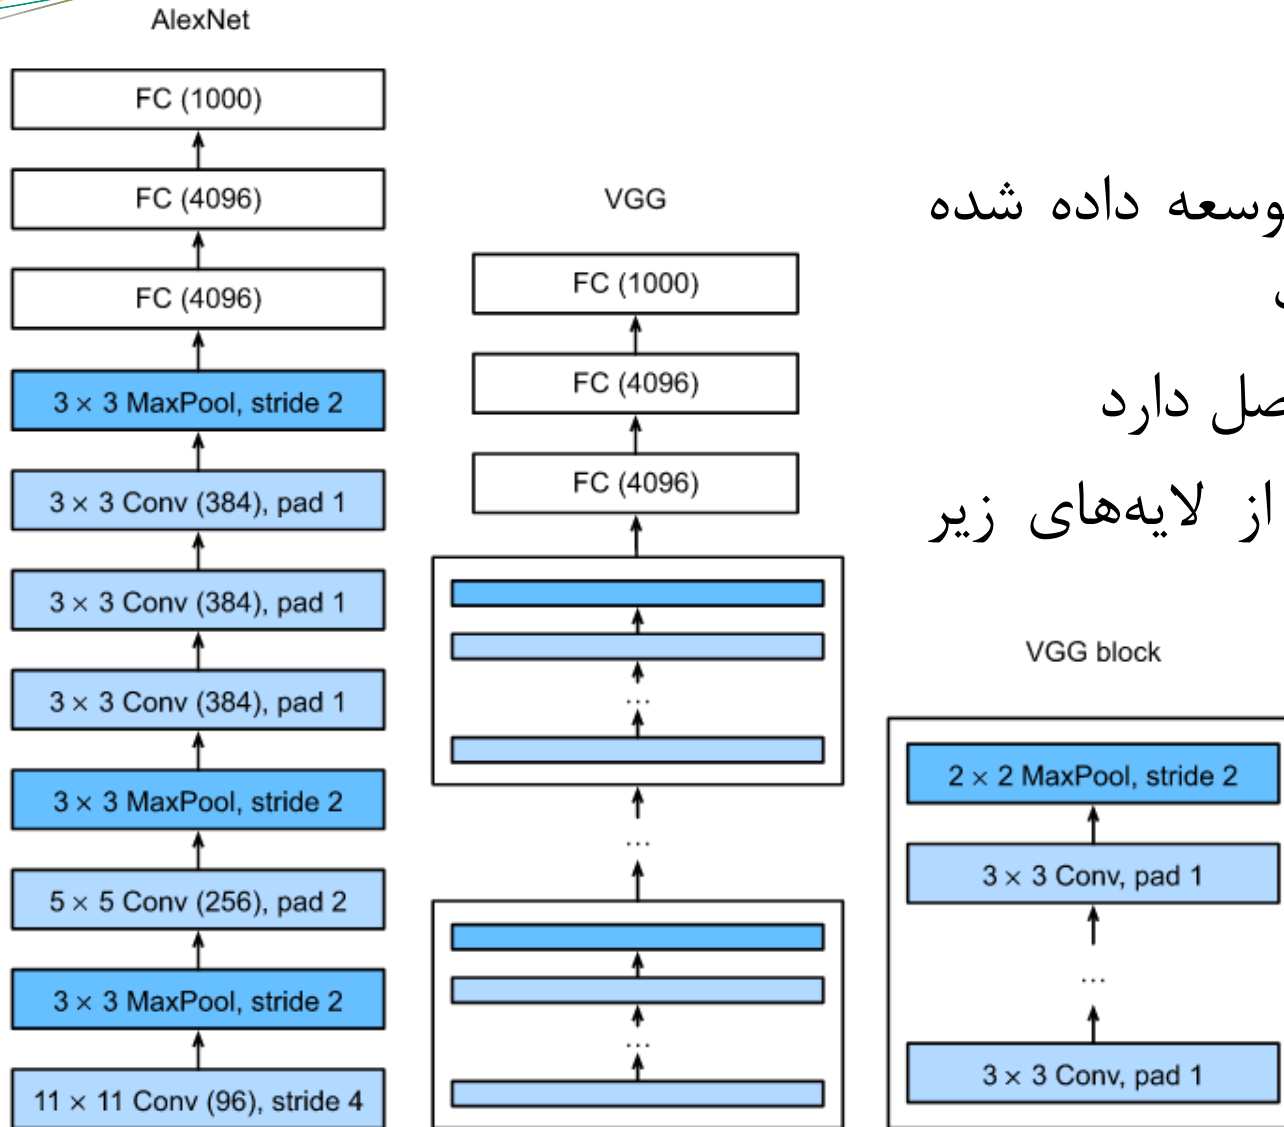 AlexNet
FC (1000)
FC (4096)
FC (4096)
3 × 3 MaxPool, stride 2
3 × 3 Conv (384), pad 1
3 × 3 Conv (384), pad 1
3 × 3 Conv (384), pad 1
3 × 3 MaxPool, stride 2
5 × 5 Conv (256), pad 2
3 × 3 MaxPool, stride 2
11 × 11 Conv (96), stride 4
VGG
FC (1000)
FC (4096)
FC (4096)
...
...
...
VGG block
2 × 2 MaxPool, stride 2
3 × 3 Conv, pad 1
...
3 × 3 Conv, pad 1
داده شده
دارد
از لایه‌های زیر